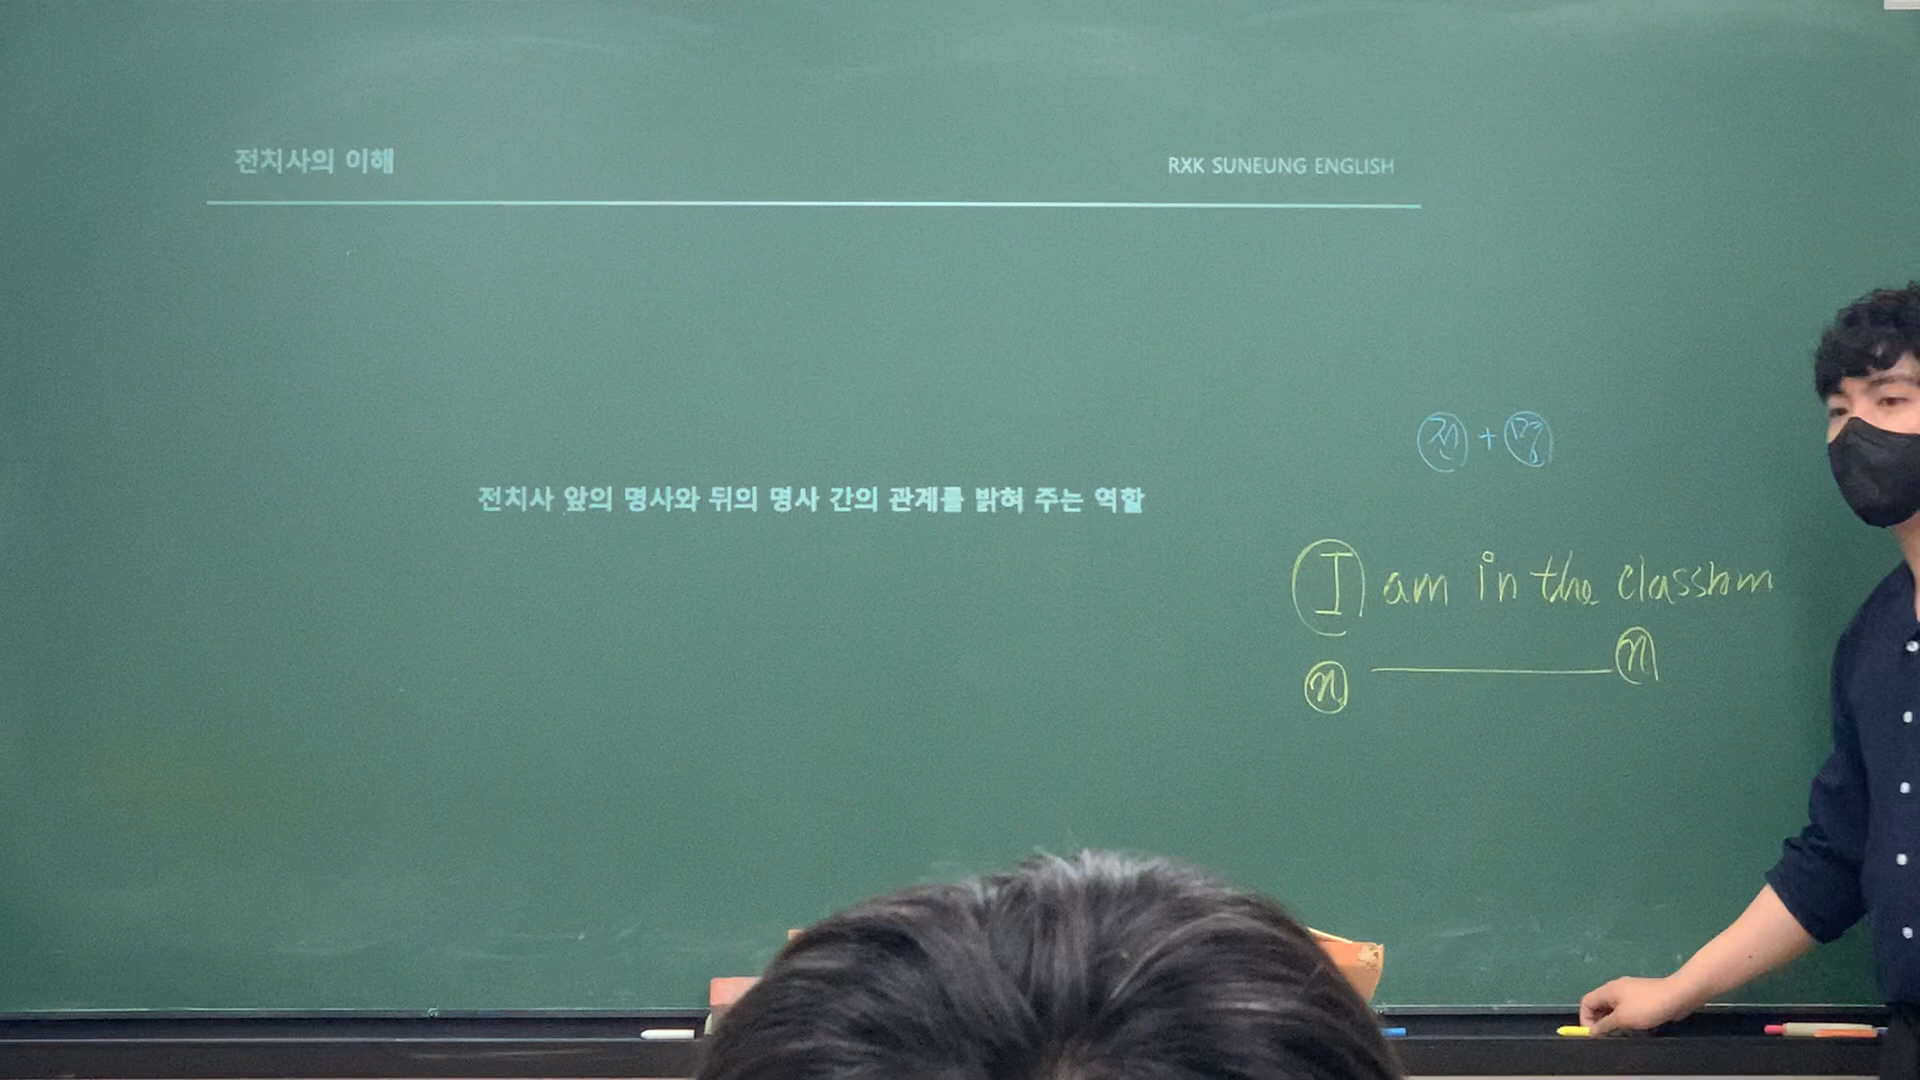 전치사의 이해
RXK SUNEUNG ENGLISH
전 + 명
전치사 앞의 명사와 뒤의 명사 간의 관계를 밝혀 주는 역할
I am in the classrom
n n